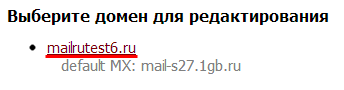 Выберите домен для редактирования
mailrutest6.ru
default MX: mail-s27.1gb.ru